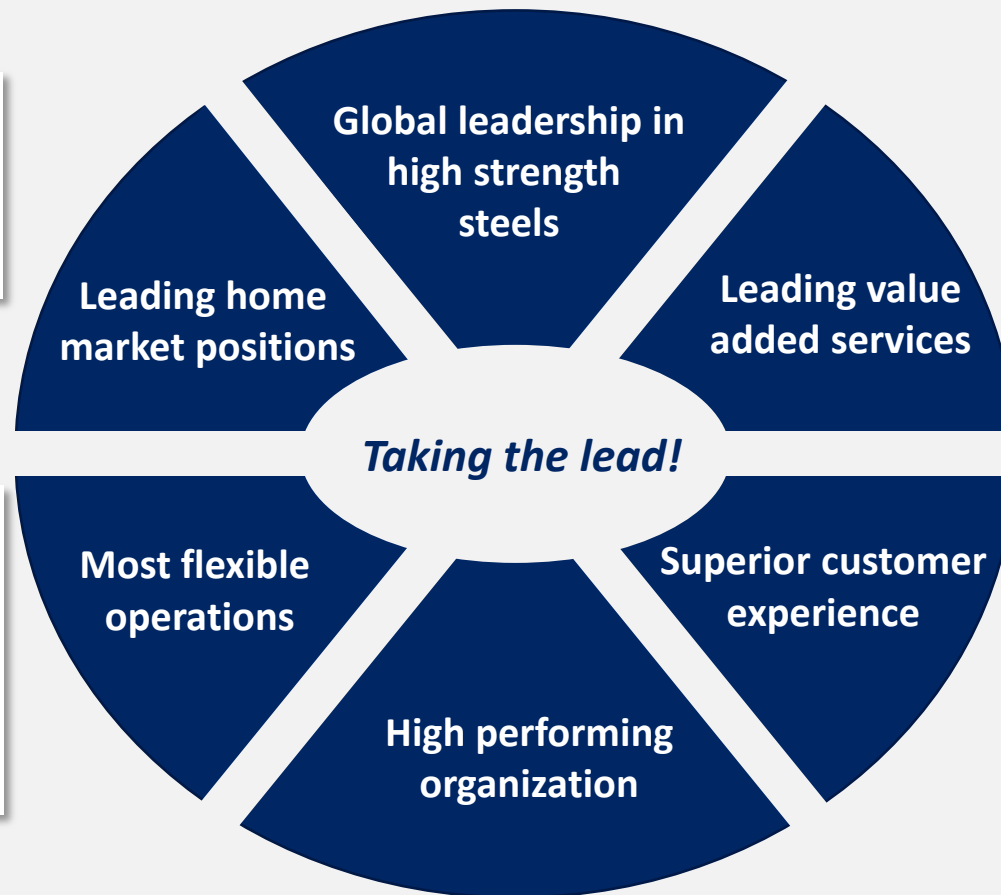 Global leadership in
high strength
steels
Leading home
market positions
Leading value
added services
Taking the lead!
Most flexible
operations
Superior customer
experience
High performing
organization